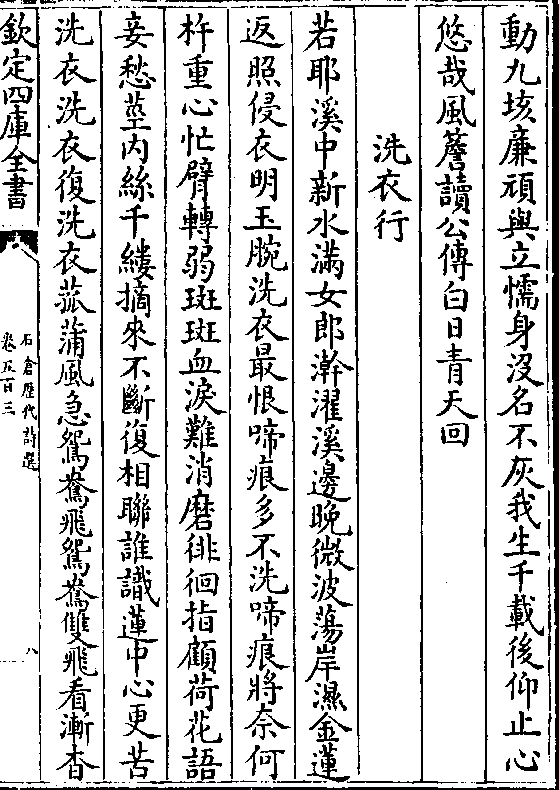 動九垓廉頑與立懦身沒名不灰我生千載後仰止心
悠哉風簷讀公傳白日青天回
洗衣行
若耶溪中新水滿女郎澣濯溪邊晚微波蕩岸濕金蓮
返照侵衣明玉腕洗衣最恨啼痕多不洗啼痕將奈何
杵重心忙臂轉弱斑斑血淚難消磨徘徊指顧荷花語
妾愁莖內絲千縷摘來不斷復相聯誰識蓮中心更苦
洗衣洗衣復洗衣菰蒲風急鴛鴦飛鴛鴦雙飛看漸杳
欽定四庫全書
石倉歷代詩選
卷五百三
八